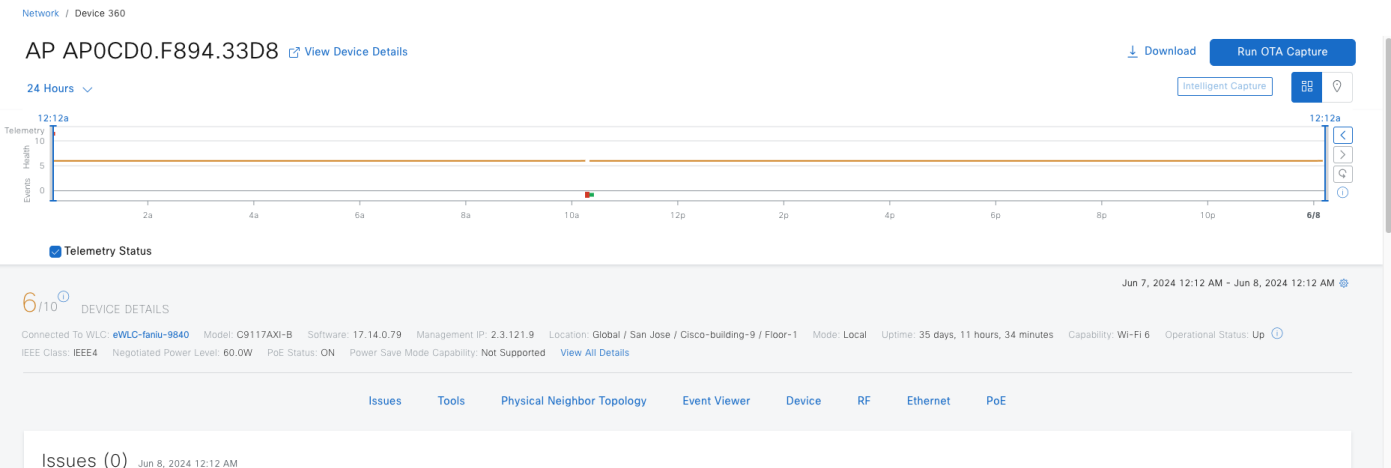 Network / Device 360
AP AP0CD0.F894.33D8 View Device Details
Download Run OTA Capture
24 Hours
Intelligent Capture
12:12a 12:12a
Telemetry
10
Health
5
Events
0
2a 4a 6a 8a 10a 12p 2p 4p 6p 8p 10p 6/8
Telemetry Status
Jun 7, 2024 12:12 AM - Jun 8, 2024 12:12 AM
6/10 DEVICE DETAILS
Connected To WLC: eWLC-faniu-9840 Model: C9117AXI-B Software: 17.14.0.79 Management IP: 2.3.121.9 Location: Global / San Jose / Cisco-building-9 / Floor-1 Mode: Local Uptime: 35 days, 11 hours, 34 minutes Capability: Wi-Fi 6 Operational Status: Up
IEEE Class: IEEE4 Negotiated Power Level: 60.0W PoE Status: ON Power Save Mode Capability: Not Supported View All Details
Issues Tools Physical Neighbor Topology Event Viewer Device RF Ethernet PoE
Issues (0) Jun 8, 2024 12:12 AM